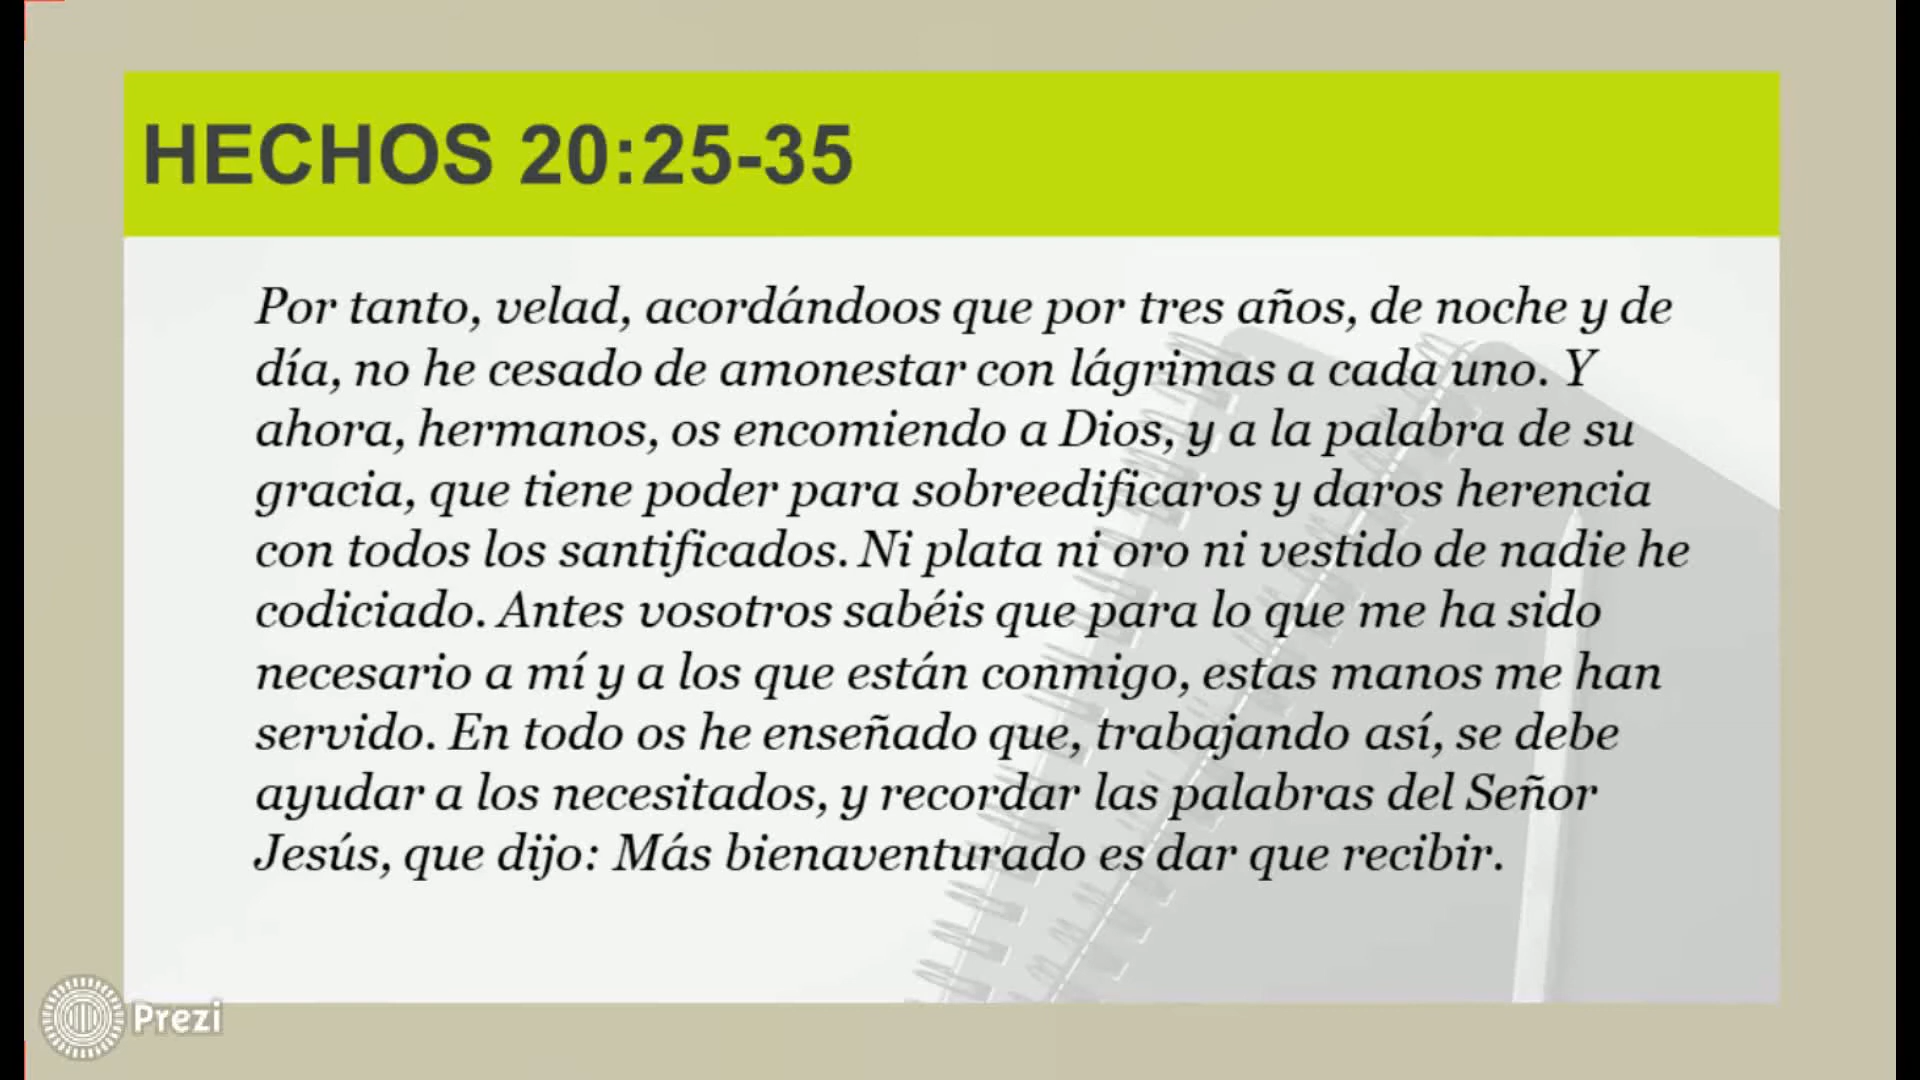 HECHOS 20:25-35
Por tanto, velad, acordándoos que por tres años, de noche y de
día, no he cesado de amonestar con lágrimas a cada uno. Y
ahora, hermanos, os encomiendo a Dios, y a la palabra de su
gracia, que tiene poder para sobreedificaros y daros herencia
con todos los santificados. Ni plata ni oro ni vestido de nadie he
codiciado. Antes vosotros sabéis que para lo que me ha sido
necesario a mí y a los que están conmigo, estas manos me han
servido. En todo os he enseñado que, trabajando así, se debe
ayudar a los necesitados, y recordar las palabras del Señor
Jesús, que dijo: Más bienaventurado es dar que recibir.
Prezi